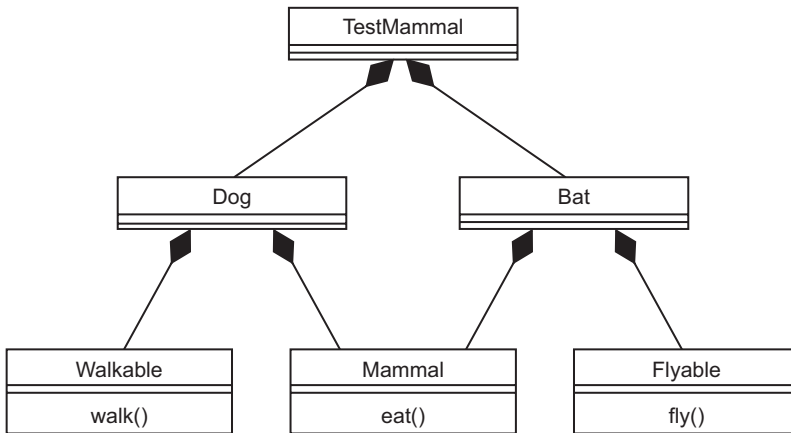 TestMammal
Dog
Bat
Walkable
Mammal
Flyable
walk()
eat()
fly()